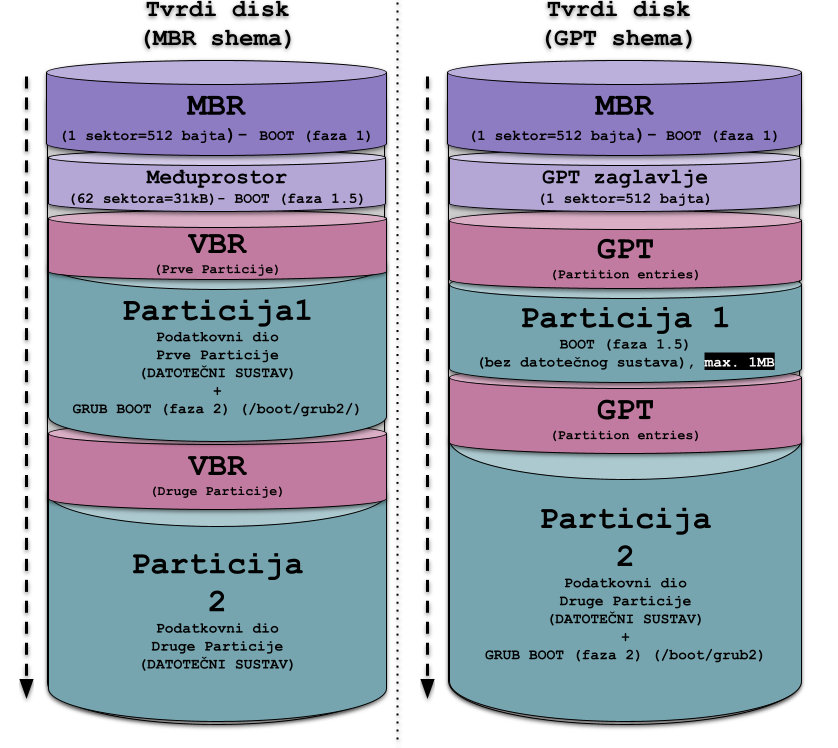 Tvrdi disk
(MBR shema)
MBR
(1 sektor=512 bajta)- BOOT (faza 1)
Meduprostor
(62 sektora=31kB)- BOOT (faza 1.5)
VBR
(Prve Particije)
Particija1
Podatkovni dio
Prve Particije
(DATOTEČNI SUSTAV)
+
GRUB BOOT (faza 2) (/boot/grub2/)
VBR
(Druge Particije)
Particija
2
Podatkovni dio
Druge Particije
(DATOTEČNI SUSTAV)
Tvrdi disk
(GPT shema)
MBR
(1 sektor=512 bajta)- BOOT (faza 1)
GPT zaglavlje
(1 sektor=512 bajta)
GPT
(Partition entries)
Particija 1
BOOT (faza 1.5)
(bez datotečnog sustava), max. 1MB
GPT
(Partition entries)
Particija
2
Podatkovni dio
Druge Particije
(DATOTEČNI SUSTAV)
+
GRUB BOOT (faza 2) (/boot/grub2)